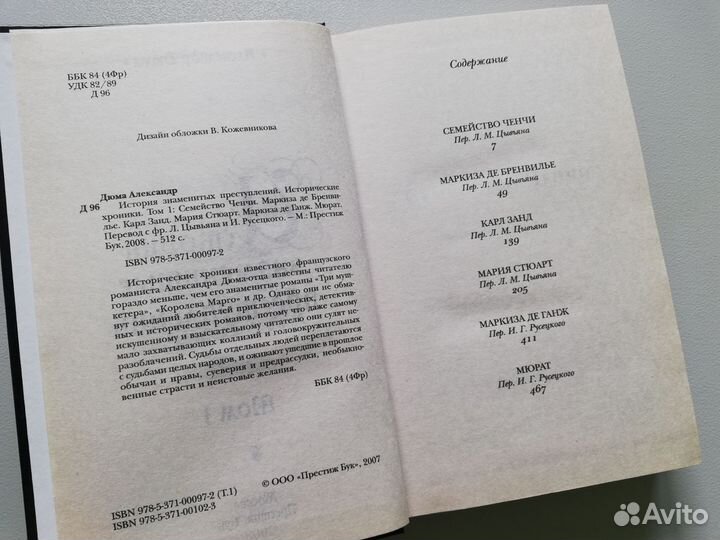 ББК 84 (4Фр)
УДК 82/89
Д 96
Дизайн обложки В. Кожевникова
Дюма Александр
Д 96 История знаменитых преступлений. Исторические
хроники. Том 1: Семейство Ченчи. Маркиза де Бренви-
лье. Карл Занд. Мария Стюарт. Маркиза де Ганж. Мюрат.
Перевод с фр. Л. Цывьяна и И. Русецкого. – М.: Престиж
Бук, 2008. – 512 с.
ISBN 978-5-371-00097-2
Исторические хроники известного французского
романиста Александра Дюма-отца известны читателю
гораздо меньше, чем его знаменитые романы «Три муш-
кетера», «Королева Марго» и др. Однако они не обма-
нут ожиданий любителей приключенческих, детектив-
ных и исторических романов, потому что даже самому
искушенному и взыскательному читателю они сулят не-
мало захватывающих коллизий и головокружительных
разоблачений. Судьбы отдельных людей переплетаются
с судьбами целых народов, и оживают ушедшие в прошлое
обычаи и нравы, суеверия и предрассудки, необыкно-
венные страсти и неистовые желания.
ББК 84 (4Фр)
© ООО «Престиж Бук», 2007
ISBN 978-5-371-00097-2 (Т.1)
ISBN 978-5-371-00102-3
Содержание
СЕМЕЙСТВО ЧЕНЧИ
Пер. Л. М. Цывьяна
7
МАРКИЗА ДЕ БРЕНВИЛЬЕ
Пер. Л. М. Цывьяна
49
КАРЛ ЗАНД
Пер. Л. М. Цывьяна
139
МАРИЯ СТЮАРТ
Пер. Л. М. Цывьяна
205
МАРКИЗА ДЕ ГАНЖ
Пер. И. Г. Русецкого
411
МЮРАТ
Пер. И. Г. Русецкого
467
Avito